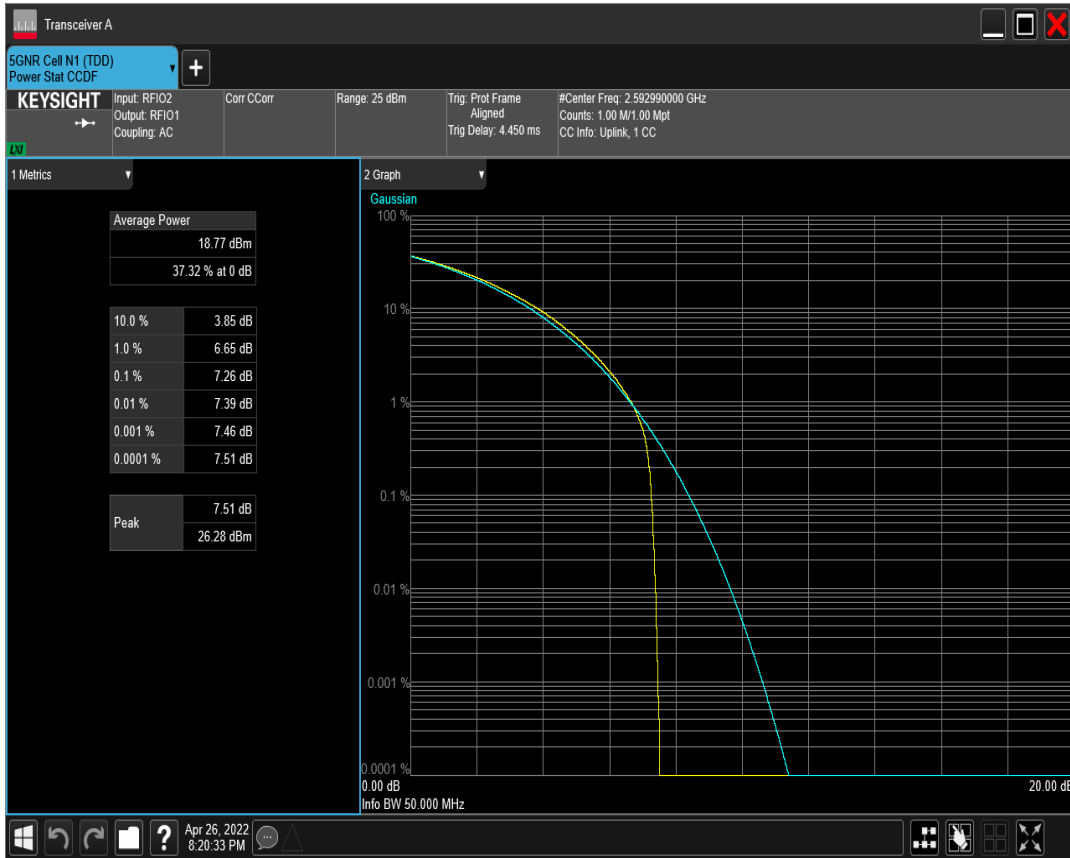 Transceiver A
5GNR Cell N1 (TDD)
Power Stat CCDF
KEYSIGHT
LXI
Input: RFIO2
Output: RFIO1
Coupling: AC
Corr CCorr
Range: 25 dBm
Trig: Prot Frame
Aligned
Trig Delay: 4.450 ms
#Center Freq: 2.592990000 GHz
Counts: 1.00 M/1.00 Mpt
CC Info: Uplink, 1 CC
1 Metrics
Average Power
18.77 dBm
37.32 % at 0 dB
10.0 % 3.85 dB
1.0 % 6.65 dB
0.1 % 7.26 dB
0.01 % 7.39 dB
0.001 % 7.46 dB
0.0001 % 7.51 dB
Peak
7.51 dB
26.28 dBm
2 Graph
Gaussian
100 %
10 %
1 %
0.1 %
0.01 %
0.001 %
0.0001 %
0.00 dB 20.00 dB
Info BW 50.000 MHz
?
Apr 26, 2022
8:20:33 PM